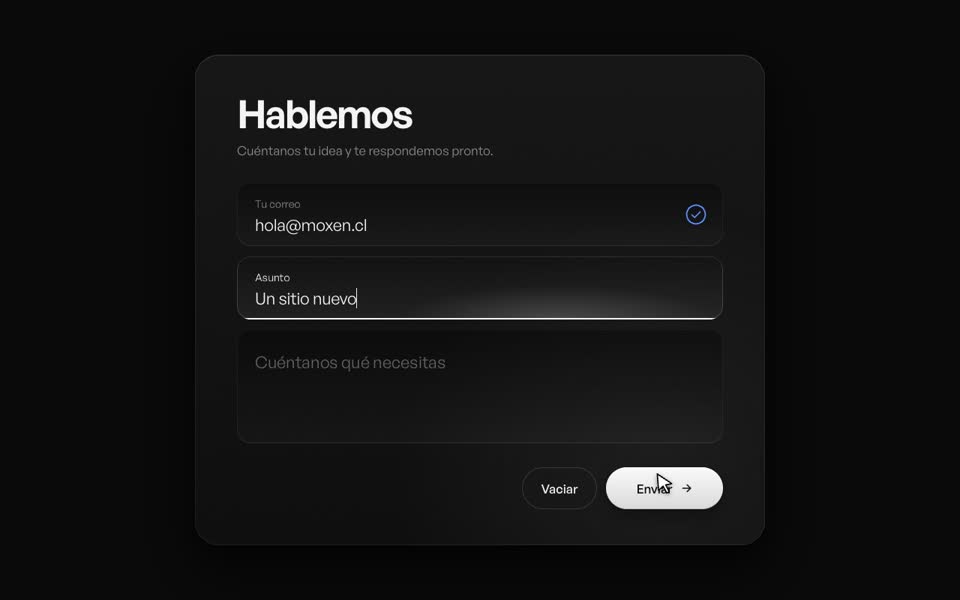 Hablemos
Cuéntanos tu idea y te respondemos pronto.
Tu correo
hola@moxen.cl
Asunto
Un sitio nuevo
Cuéntanos qué necesitas
Vaciar
Enviar →